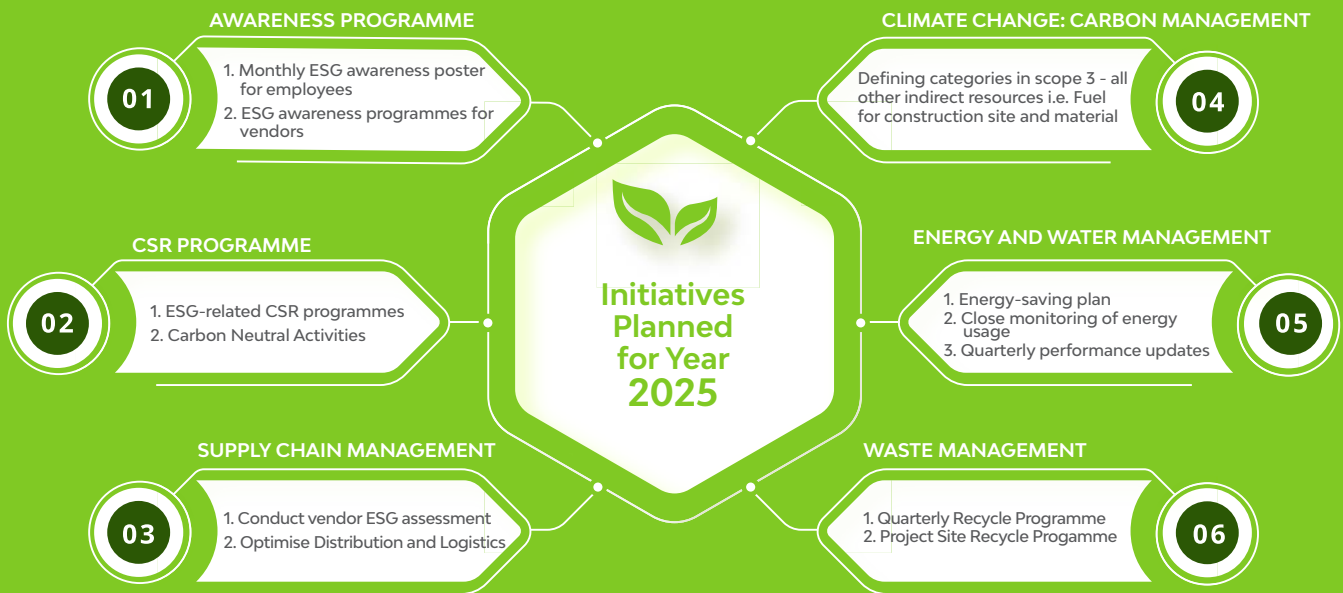 AWARENESS PROGRAMME
01
1. Monthly ESG awareness poster
for employees
2. ESG awareness programmes for
vendors
CSR PROGRAMME
02
1. ESG-related CSR programmes
2. Carbon Neutral Activities
SUPPLY CHAIN MANAGEMENT
03
1. Conduct vendor ESG assessment
2. Optimise Distribution and Logistics
Initiatives
Planned
for Year
2025
CLIMATE CHANGE: CARBON MANAGEMENT
04
Defining categories in scope 3 - all
other indirect resources i.e. Fuel
for construction site and material
ENERGY AND WATER MANAGEMENT
05
1. Energy-saving plan
2. Close monitoring of energy
usage
3. Quarterly performance updates
WASTE MANAGEMENT
06
1. Quarterly Recycle Programme
2. Project Site Recycle Progamme